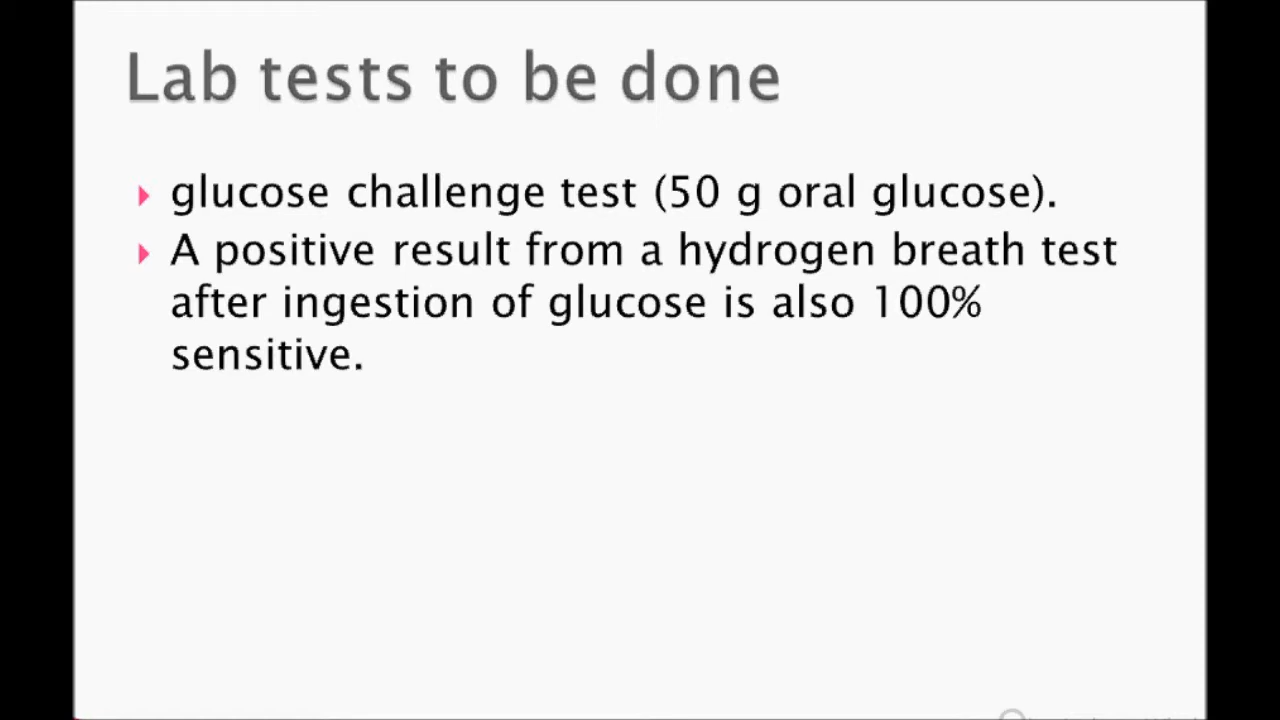 Lab tests to be done
glucose challenge test (50 g oral glucose).
A positive result from a hydrogen breath test
after ingestion of glucose is also 100%
sensitive.